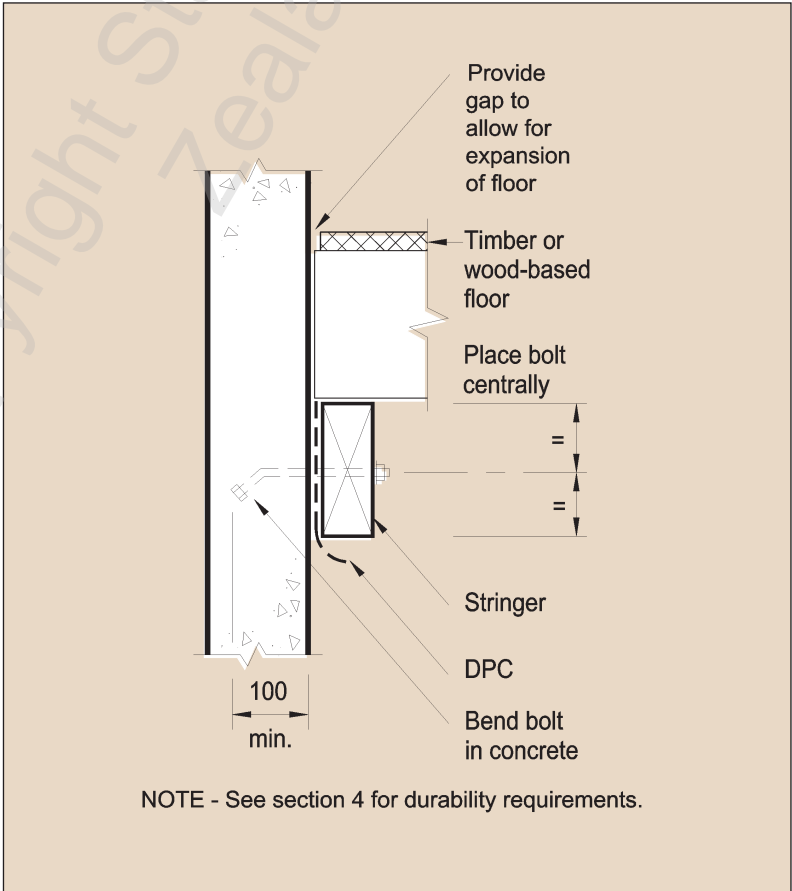 Provide
gap to
allow for
expansion
of floor
Timber or
wood-based
floor
Place bolt
centrally
=
=
Stringer
DPC
100
min.
Bend bolt
in concrete
NOTE - See section 4 for durability requirements.